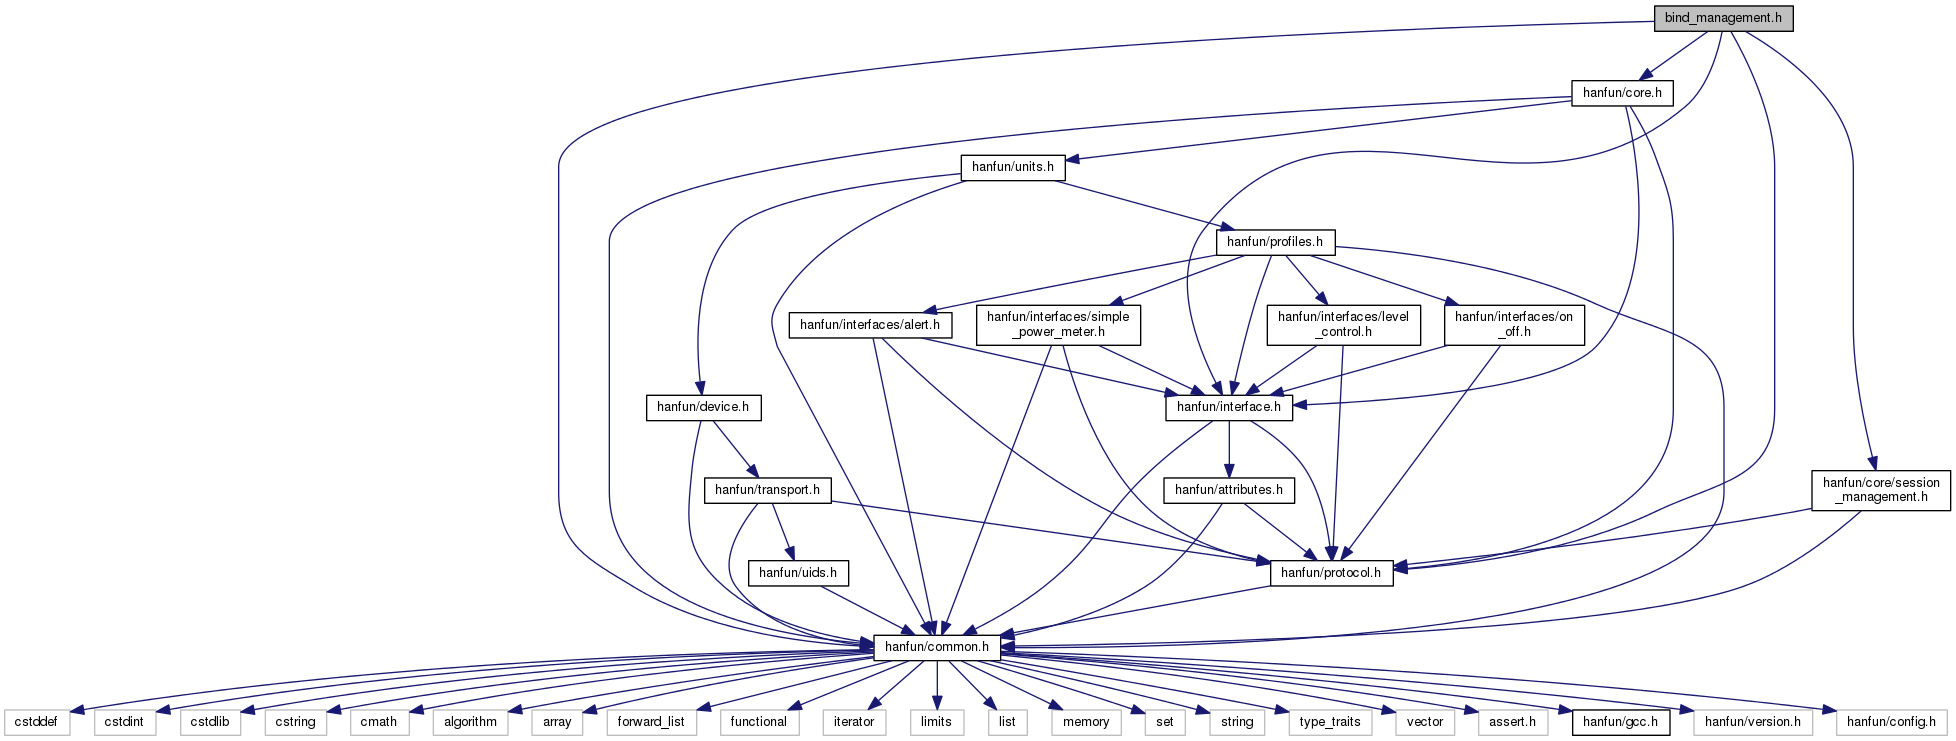 bind_management.h
hanfun/core.h
hanfun/units.h
hanfun/profiles.h
hanfun/interfaces/alert.h
hanfun/interfaces/simple
_power_meter.h
hanfun/interfaces/level
_control.h
hanfun/interfaces/on
_off.h
hanfun/device.h
hanfun/interface.h
hanfun/transport.h
hanfun/attributes.h
hanfun/core/session
_management.h
hanfun/uids.h
hanfun/protocol.h
hanfun/common.h
cstddef
cstdint
cstdlib
cstring
cmath
algorithm
array
forward_list
functional
iterator
limits
list
memory
set
string
type_traits
vector
assert.h
hanfun/gcc.h
hanfun/version.h
hanfun/config.h